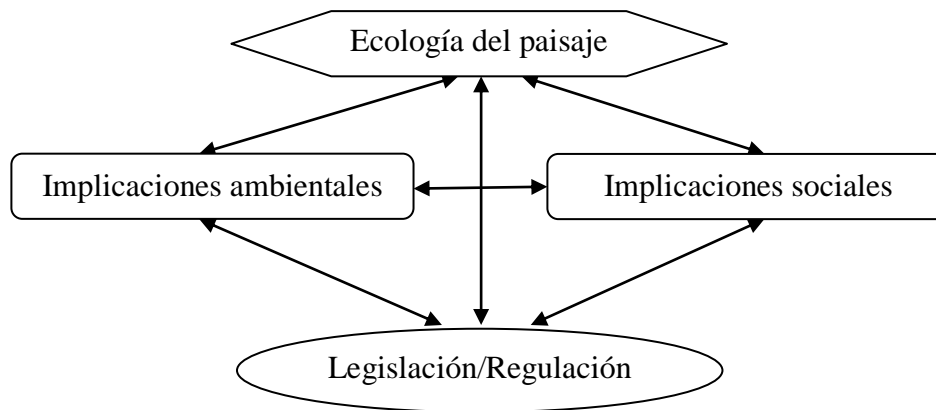 Ecología del paisaje
Implicaciones ambientales
Implicaciones sociales
Legislación/Regulación